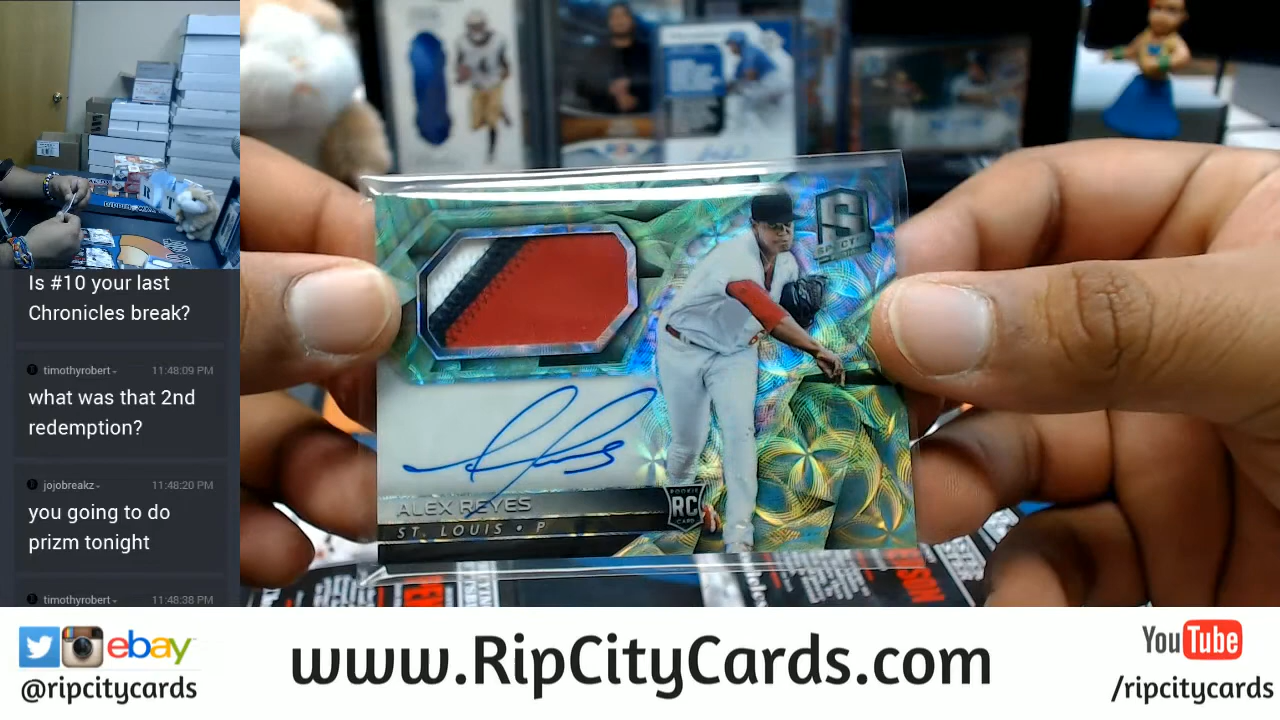 Is #10 your last
Chronicles break?
timothyrobert
11:48:09 PM
what was that 2nd
redemption?
jojobreakz
11:48:20 PM
you going to do
prizm tonight
timothyrobert
11:48:38 PM
4
S
ROOKIE
RC
CARD
ALEX REYES
ST. LOUIS • P
ebay
@ripcitycards
www.RipCityCards.com
YouTube
/ripcitycards